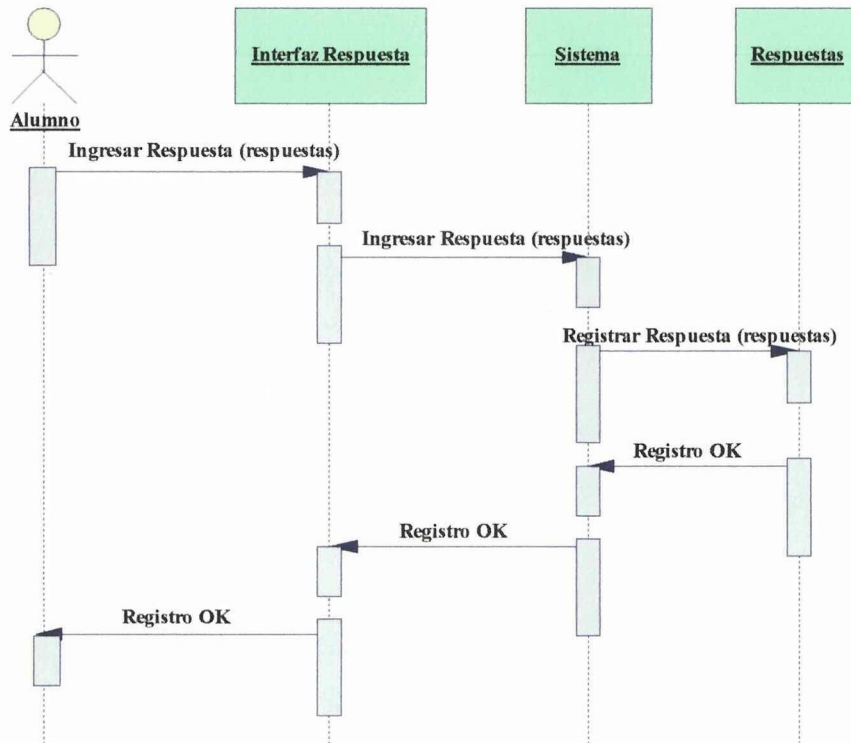 Interfaz Respuesta
Sistema
Respuestas
Alumno
Ingresar Respuesta (respuestas)
Ingresar Respuesta (respuestas)
Registrar Respuesta (respuestas)
Registro OK
Registro OK
Registro OK